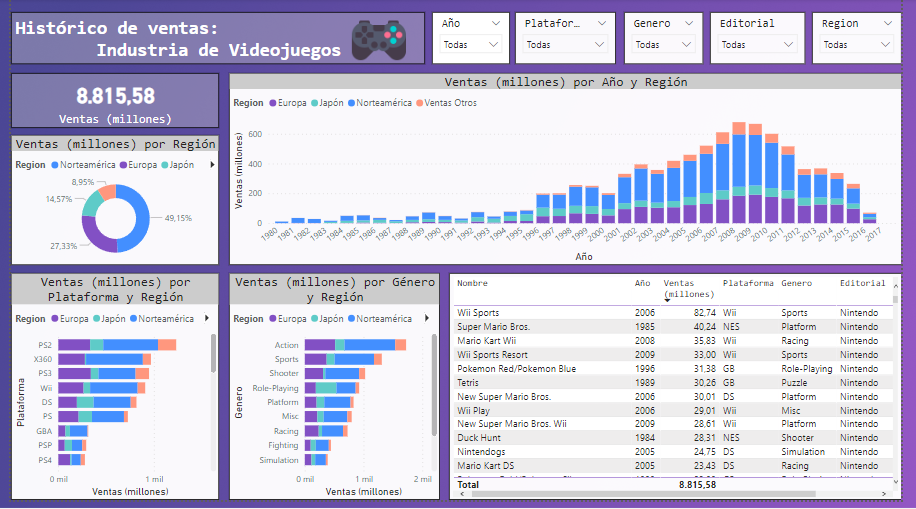 Histórico de ventas:
Industria de Videojuegos
Año
Todas
Platafor...
Todas
Genero
Todas
Editorial
Todas
Region
Todas
8.815,58
Ventas (millones)
Ventas (millones) por Región
Region Norteamérica Europa Japón
8,95%
14,57%
49,15%
27,33%
Ventas (millones) por Año y Región
Region Europa Japón Norteamérica Ventas Otros
Ventas (millones)
600
400
200
0
1980 1981 1982 1983 1984 1985 1986 1987 1988 1989 1990 1991 1992 1993 1994 1995 1996 1997 1998 1999 2000 2001 2002 2003 2004 2005 2006 2007 2008 2009 2010 2011 2012 2013 2014 2015 2016 2017
Año
Ventas (millones) por
Plataforma y Región
Region Europa Japón Norteamérica
Plataforma
PS2
X360
PS3
Wii
DS
PS
GBA
PSP
PS4
0 mil 1 mil
Ventas (millones)
Ventas (millones) por Género
y Región
Region Europa Japón Norteamérica
Genero
Action
Sports
Shooter
Role-Playing
Platform
Misc
Racing
Fighting
Simulation
0 mil 1 mil 2 mil
Ventas (millones)
Nombre Año Ventas (millones) Plataforma Genero Editorial
Wii Sports 2006 82,74 Wii Sports Nintendo
Super Mario Bros. 1985 40,24 NES Platform Nintendo
Mario Kart Wii 2008 35,83 Wii Racing Nintendo
Wii Sports Resort 2009 33,00 Wii Sports Nintendo
Pokemon Red/Pokemon Blue 1996 31,38 GB Role-Playing Nintendo
Tetris 1989 30,26 GB Puzzle Nintendo
New Super Mario Bros. 2006 30,01 DS Platform Nintendo
Wii Play 2006 29,01 Wii Misc Nintendo
New Super Mario Bros. Wii 2009 28,61 Wii Platform Nintendo
Duck Hunt 1984 28,31 NES Shooter Nintendo
Nintendogs 2005 24,75 DS Simulation Nintendo
Mario Kart DS 2005 23,43 DS Racing Nintendo
Total 8.815,58